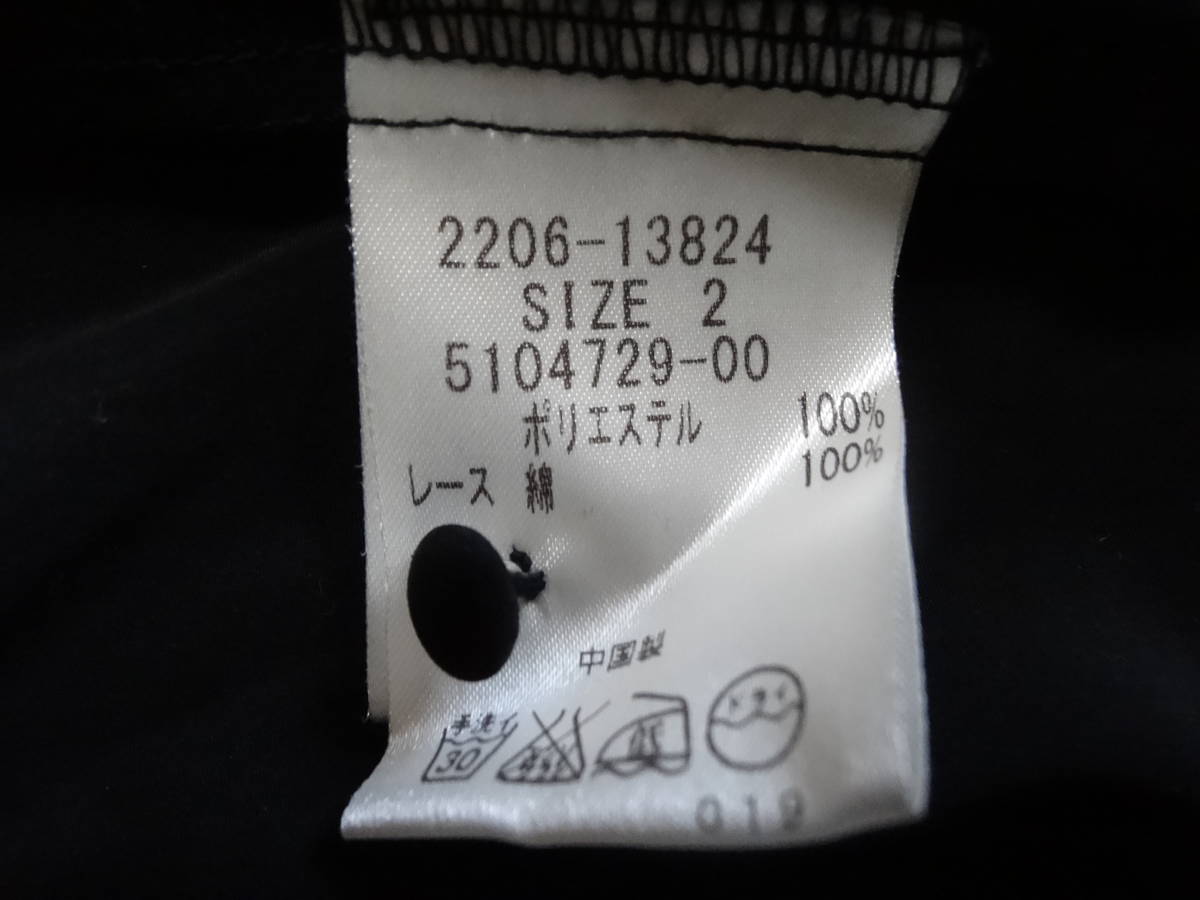 2206-13824
SIZE 2
5104729-00
ポリエステル 100%
レース 綿 100%
中国製
手洗イ 30 ドライ